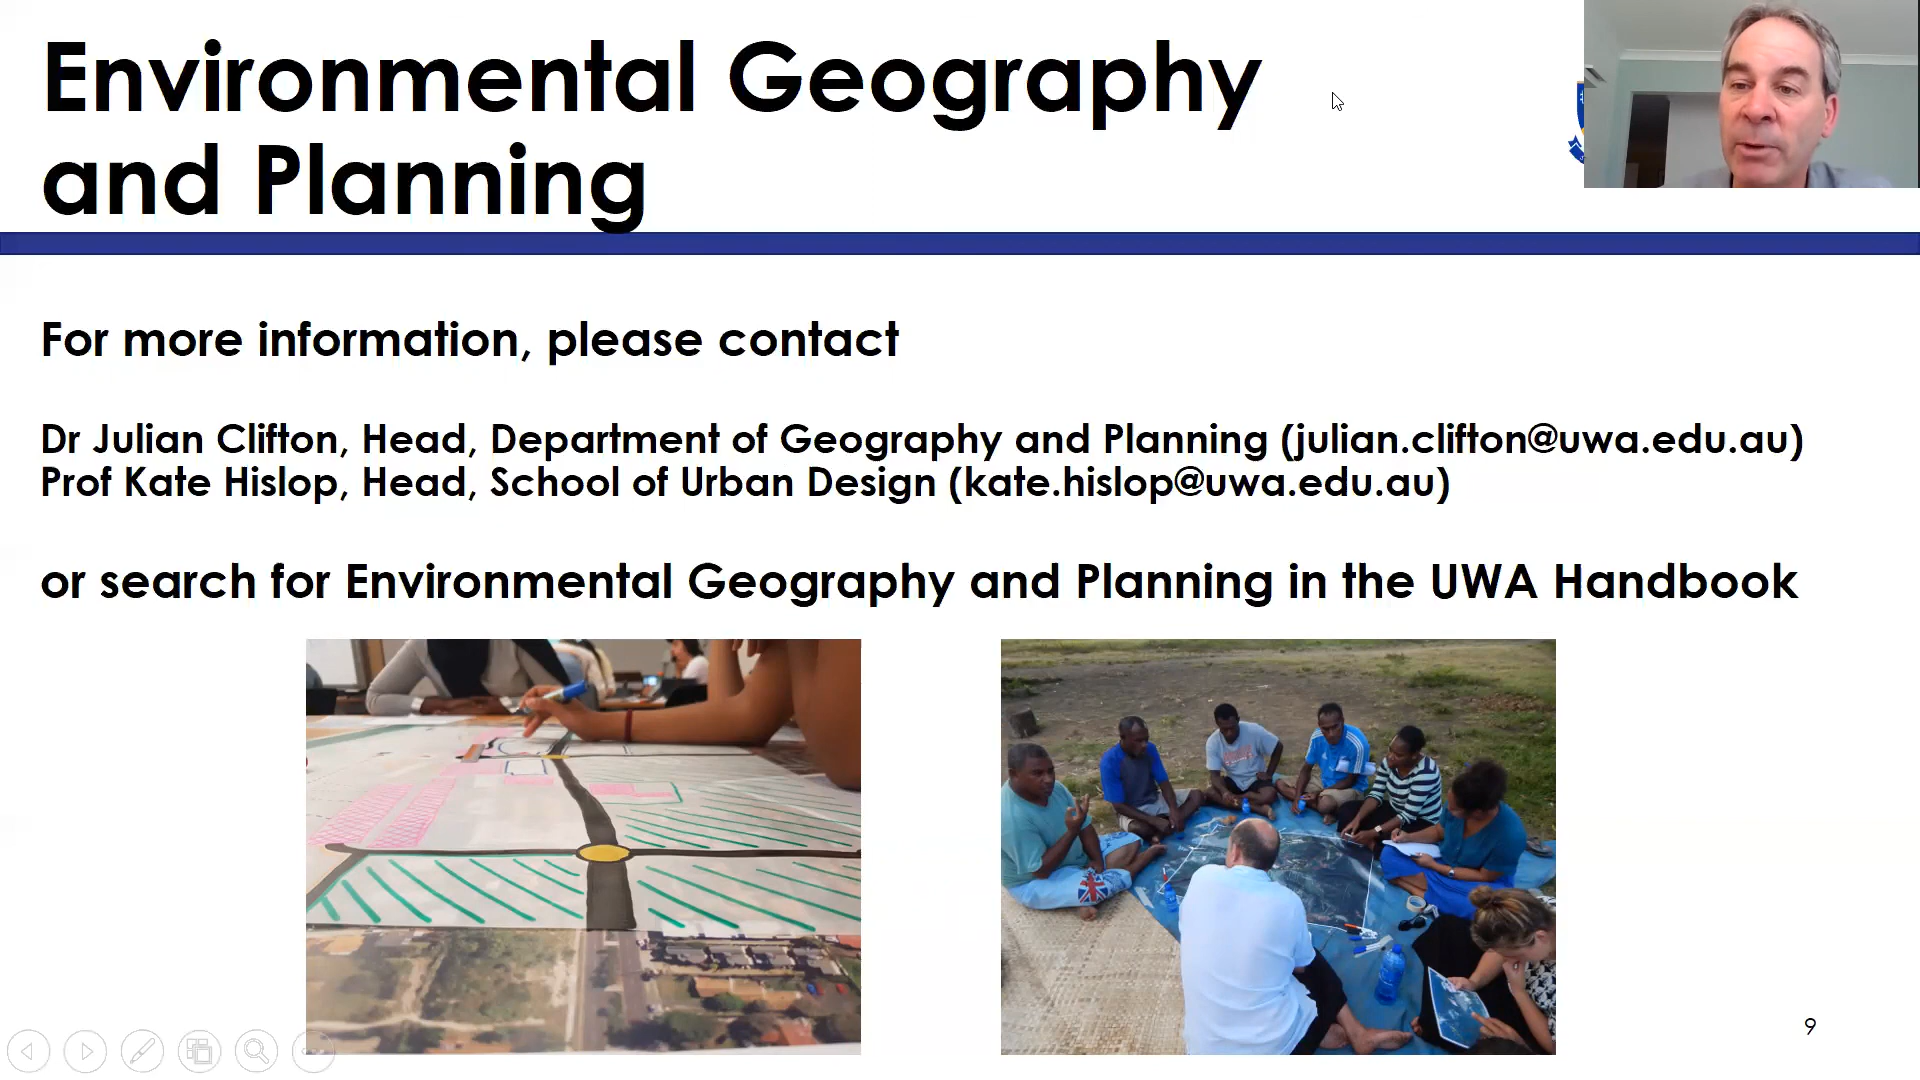 Environmental Geography
and Planning
For more information, please contact
Dr Julian Clifton, Head, Department of Geography and Planning (julian.clifton@uwa.edu.au)
Prof Kate Hislop, Head, School of Urban Design (kate.hislop@uwa.edu.au)
or search for Environmental Geography and Planning in the UWA Handbook
9